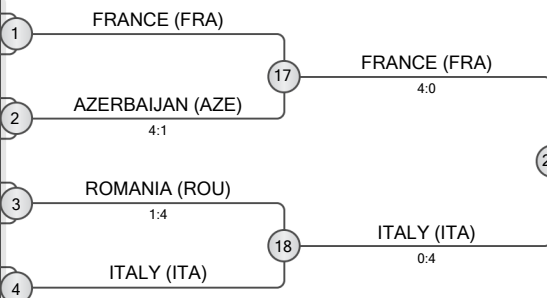 FRANCE (FRA)
1
17
FRANCE (FRA)
4:0
AZERBAIJAN (AZE)
2
4:1
2
ROMANIA (ROU)
3
1:4
18
ITALY (ITA)
0:4
ITALY (ITA)
4